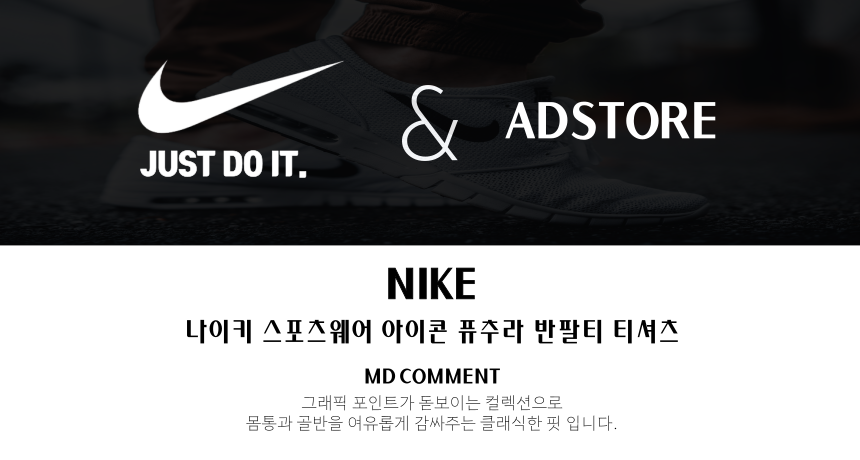 JUST DO IT.
& ADSTORE
NIKE
나이키 스포츠웨어 아이콘 퓨추라 반팔티 티셔츠
MD COMMENT
그래픽 포인트가 돋보이는 컬렉션으로
몸통과 골반을 여유롭게 감싸주는 클래식한 핏 입니다.